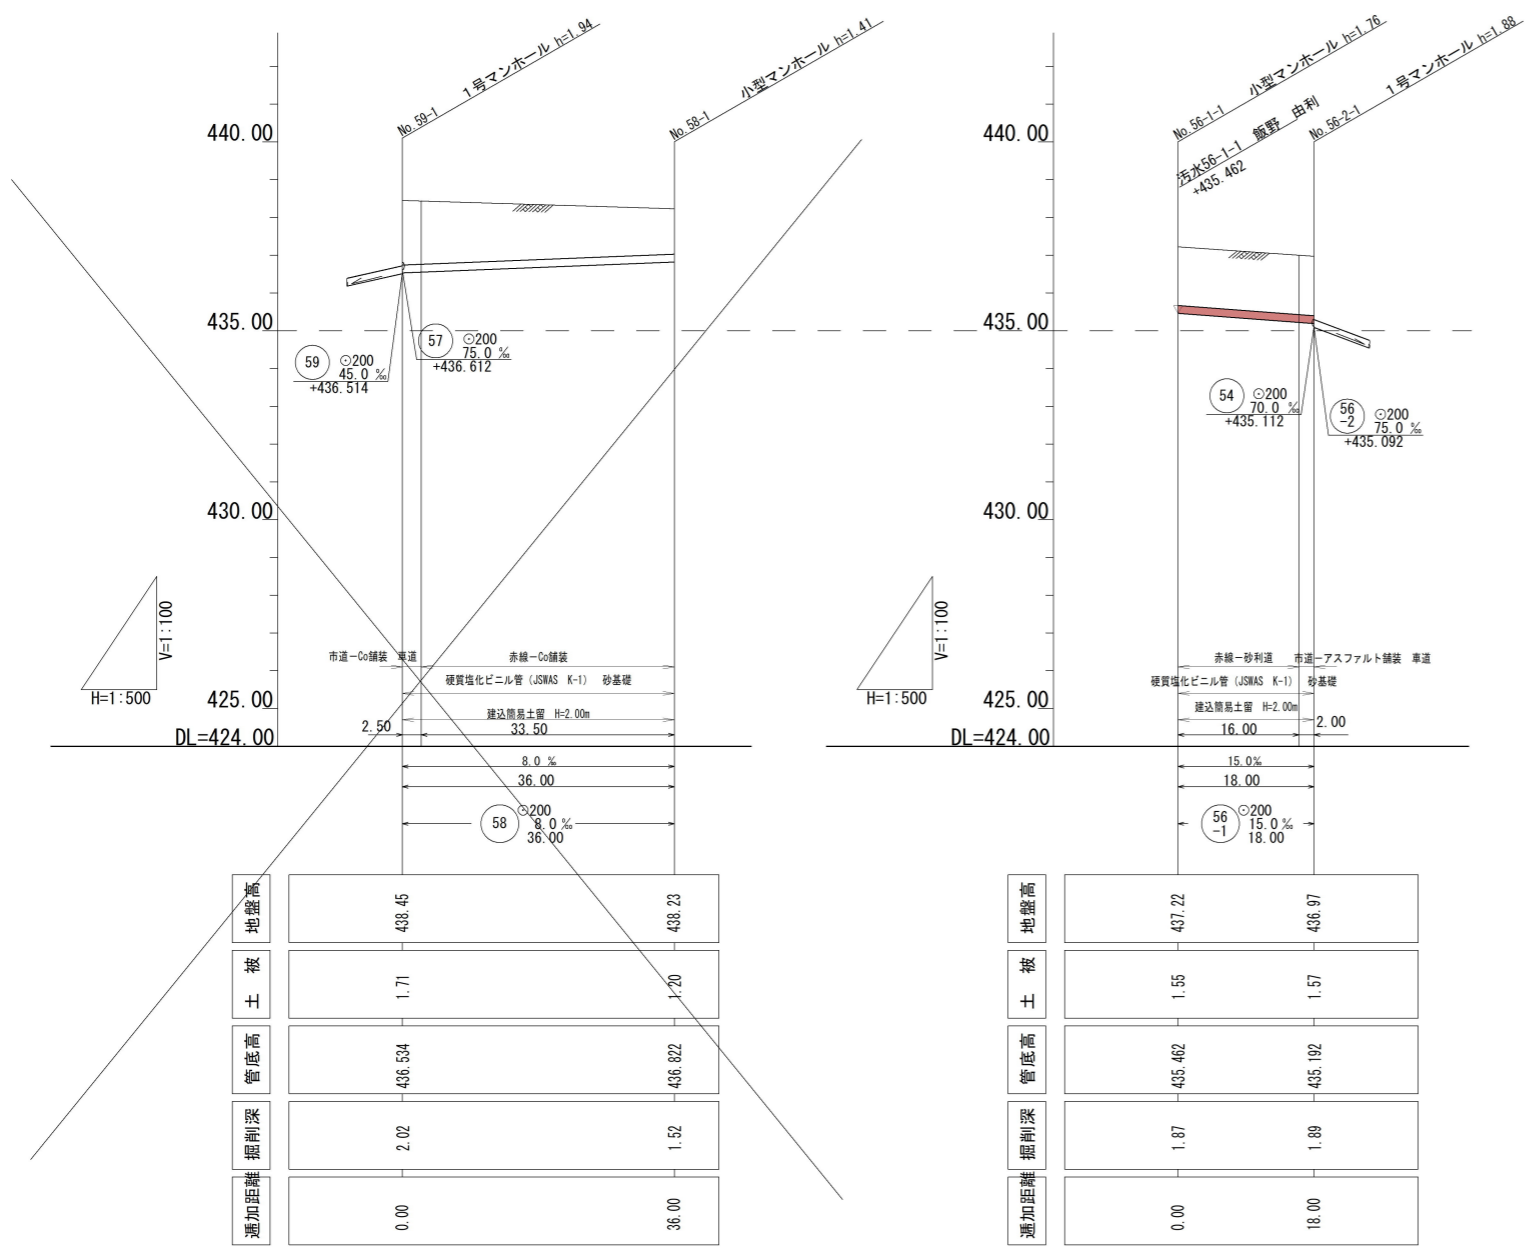 No.59-1 1号マンホール h=1.94
No.58-1 小型マンホール h=1.41
440.00
435.00
59 ⊙200
45.0 ‰
+436.514
57 ⊙200
75.0 ‰
+436.612
430.00
V=1:100
H=1:500
425.00
DL=424.00
市道-Co舗装 車道
赤線-Co舗装
硬質塩化ビニル管 (JSWAS K-1) 砂基礎
建込簡易土留 H=2.00m
2.50
33.50
8.0 ‰
36.00
58 ⊙200
8.0 ‰
36.00
地盤高 438.45 438.23
土 被 1.71 1.20
管底高 436.534 436.822
掘削深 2.02 1.52
逓加距離 0.00 36.00
No.56-1-1 小型マンホール h=1.76
汚水56-1-1 飯野 由利
+435.462
No.56-2-1 1号マンホール h=1.88
440.00
435.00
54 ⊙200
70.0 ‰
+435.112
56-2 ⊙200
75.0 ‰
+435.092
430.00
V=1:100
H=1:500
425.00
DL=424.00
赤線-砂利道
市道-アスファルト舗装 車道
硬質塩化ビニル管 (JSWAS K-1) 砂基礎
建込簡易土留 H=2.00m
16.00
2.00
15.0‰
18.00
56-1 ⊙200
15.0 ‰
18.00
地盤高 437.22 436.97
土 被 1.55 1.57
管底高 435.462 435.192
掘削深 1.87 1.89
逓加距離 0.00 18.00